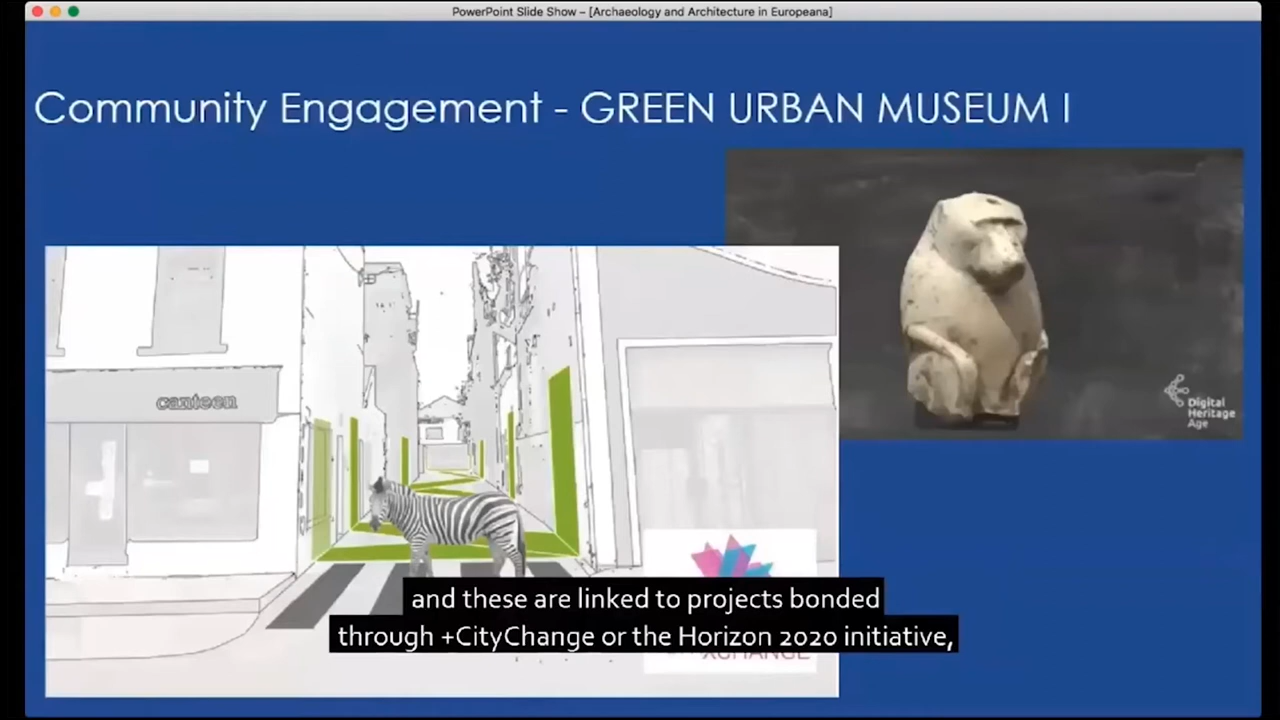 PowerPoint Slide Show – [Archaeology and Architecture in Europeana]
Community Engagement - GREEN URBAN MUSEUM I
canteen
Digital
Heritage
Age
and these are linked to projects bonded
through +CityChange or the Horizon 2020 initiative,